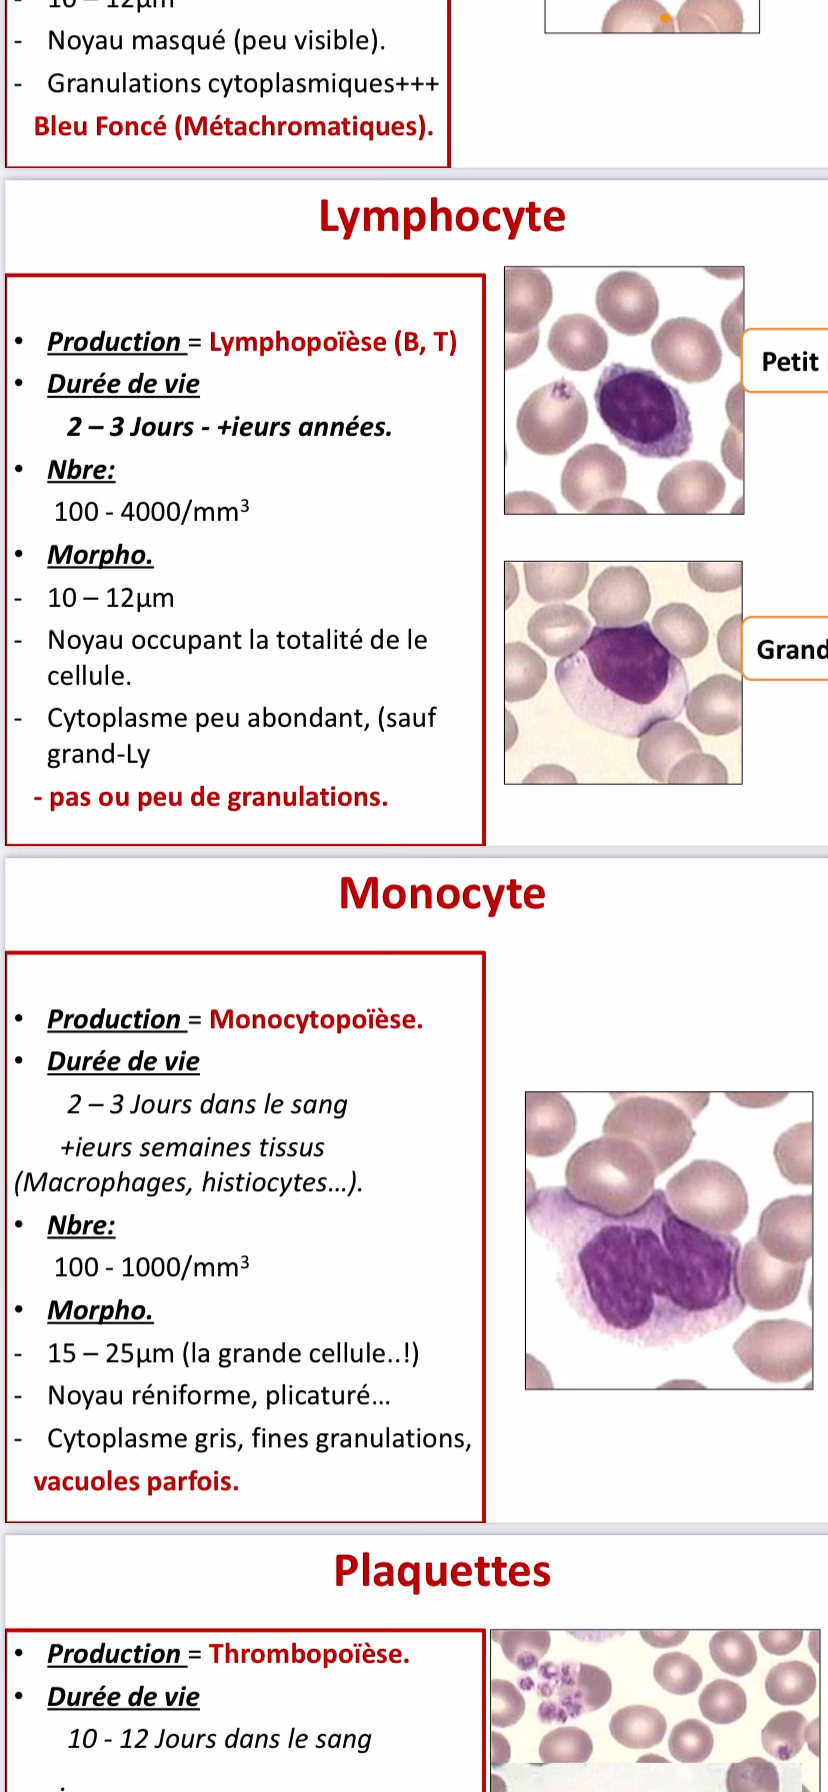 - 10 – 12µm
- Noyau masqué (peu visible).
- Granulations cytoplasmiques+++
Bleu Foncé (Métachromatiques).
Lymphocyte
• Production = Lymphopoïèse (B, T)
• Durée de vie
2 – 3 Jours - +ieurs années.
• Nbre:
100 - 4000/mm³
• Morpho.
- 10 – 12µm
- Noyau occupant la totalité de le
cellule.
- Cytoplasme peu abondant, (sauf
grand-Ly
- pas ou peu de granulations.
Petit
Grand
Monocyte
• Production = Monocytopoïèse.
• Durée de vie
2 – 3 Jours dans le sang
+ieurs semaines tissus
(Macrophages, histiocytes...).
• Nbre:
100 - 1000/mm³
• Morpho.
- 15 – 25µm (la grande cellule..!)
- Noyau réniforme, plicaturé...
- Cytoplasme gris, fines granulations,
vacuoles parfois.
Plaquettes
• Production = Thrombopoïèse.
• Durée de vie
10 - 12 Jours dans le sang